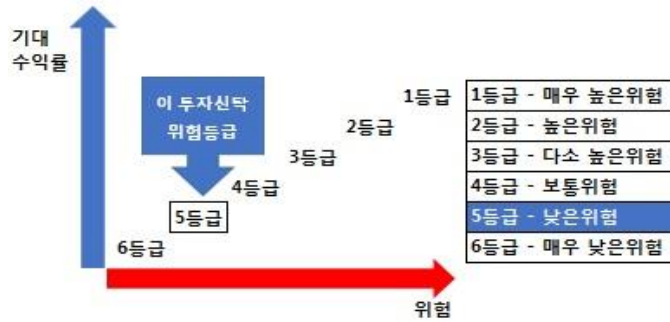 기대
수익률
이 투자신탁
위험등급
1등급
2등급
3등급
4등급
5등급
6등급
위험
1등급 - 매우 높은위험
2등급 - 높은위험
3등급 - 다소 높은위험
4등급 - 보통위험
5등급 - 낮은위험
6등급 - 매우 낮은위험